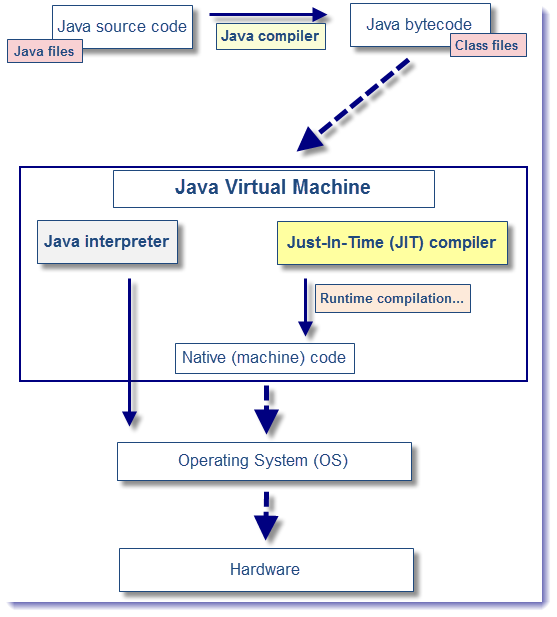 Java source code
Java files
Java compiler
Java bytecode
Class files
Java Virtual Machine
Java interpreter
Just-In-Time (JIT) compiler
Runtime compilation...
Native (machine) code
Operating System (OS)
Hardware